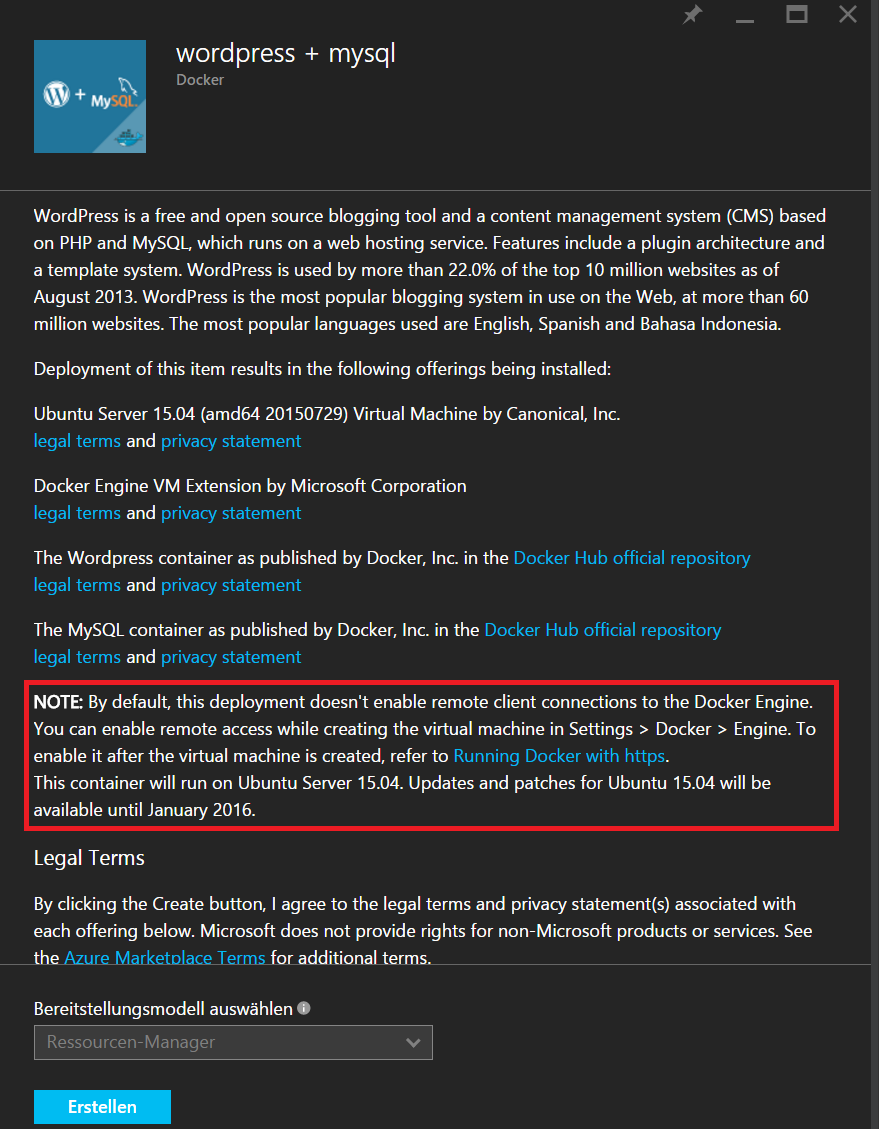 wordpress + mysql
Docker
W + MySQL
WordPress is a free and open source blogging tool and a content management system (CMS) based
on PHP and MySQL, which runs on a web hosting service. Features include a plugin architecture and
a template system. WordPress is used by more than 22.0% of the top 10 million websites as of
August 2013. WordPress is the most popular blogging system in use on the Web, at more than 60
million websites. The most popular languages used are English, Spanish and Bahasa Indonesia.
Deployment of this item results in the following offerings being installed:
Ubuntu Server 15.04 (amd64 20150729) Virtual Machine by Canonical, Inc.
legal terms and privacy statement
Docker Engine VM Extension by Microsoft Corporation
legal terms and privacy statement
The Wordpress container as published by Docker, Inc. in the Docker Hub official repository
legal terms and privacy statement
The MySQL container as published by Docker, Inc. in the Docker Hub official repository
legal terms and privacy statement
NOTE: By default, this deployment doesn't enable remote client connections to the Docker Engine.
You can enable remote access while creating the virtual machine in Settings > Docker > Engine. To
enable it after the virtual machine is created, refer to Running Docker with https.
This container will run on Ubuntu Server 15.04. Updates and patches for Ubuntu 15.04 will be
available until January 2016.
Legal Terms
By clicking the Create button, I agree to the legal terms and privacy statement(s) associated with
each offering below. Microsoft does not provide rights for non-Microsoft products or services. See
the Azure Marketplace Terms for additional terms.
Bereitstellungsmodell auswählen
Ressourcen-Manager
Erstellen